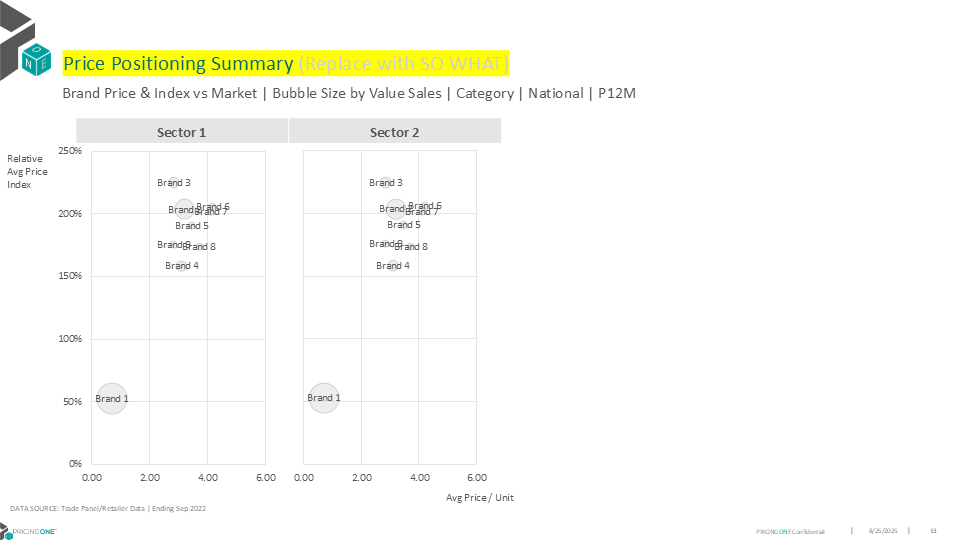 O
N E
Price Positioning Summary (Replace with SO WHAT)
Brand Price & Index vs Market | Bubble Size by Value Sales | Category | National | P12M
Sector 1
Sector 2
Relative
Avg Price
Index
250%
200%
150%
100%
50%
0%
Brand 3
Brand 6
Brand
Brand 7
Brand 5
Brand 9
Brand 8
Brand 4
Brand 1
0.00 2.00 4.00 6.00
Brand 3
Brand 6
Brand
Brand 7
Brand 5
Brand 9
Brand 8
Brand 4
Brand 1
0.00 2.00 4.00 6.00
Avg Price / Unit
DATA SOURCE: Trade Panel/Retailer Data | Ending Sep 2022
PRICINGONE™
PRICINGONE Confidential | 8/25/2025 | 13